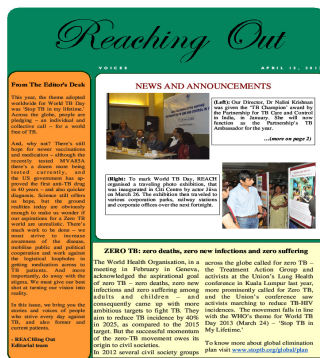 Reaching Out
VOICES
APRIL 15, 201
From The Editor's Desk
This year, the theme adopted
worldwide for World TB Day
was 'Stop TB in my lifetime.'
Across the globe, people are
pledging – an individual and
collective call – for a world
free of TB.
And, why not? There's still
hope for newer vaccinations
and medication – although the
recently tested MVA85A
there's a dozen more being
tested currently, and
the US government has ap-
proved the first anti-TB drug
in 40 years – and also quicker
diagnosis. Science still offers
us hope, but the ground
realities today are obviously
enough to make us wonder if
our aspirations for a Zero TB
world are unrealistic. There's
much work to be done – we
must strive to increase
awareness of the disease,
mobilise public and political
cooperation and work against
the logistical loopholes in
getting medication across to
TB patients. And more
importantly, do away with the
stigma. We must give our best
shot at turning our vision into
reality.
In this issue, we bring you the
stories and voices of people
who strive every day against
TB, and also former and
current patients.
- REACHing Out
Editorial team
NEWS AND ANNOUNCEMENTS
(Left): Our Director, Dr Nalini Krishnan
was given the 'TB Champion' award by
the Partnership for TB Care and Control
in India, in January. She will now
function as the Partnership's TB
Ambassador for the year.
...(more on page 2)
(Right): To mark World TB Day, REACH
organised a traveling photo exhibition, that
was inaugurated in Citi Centre by actor
on March 26. The exhibition then traveled to
various corporate parks, railway stations
and corporate offices over the next fortnight.
ZERO TB: zero deaths, zero new infections and zero suffering
The World Health Organisation, in a
meeting in February in Geneva,
acknowledged the aspirational goal
of zero TB – zero deaths, zero new
infections and zero suffering among
adults and children – and
consequently came up with more
ambitious targets to fight TB. They
aim to reduce TB incidence by 40%
in 2025, as compared to the 2015
target. But the successful momentum
of the zero-TB movement owes its
origin to civil societies.
In 2012 several civil society groups
across the globe called for zero TB –
the Treatment Action Group and
activists at the Union's Lung Health
conference in Kuala Lumpur last year,
more prominently called for Zero TB,
and the Union's conference saw
activists marching to reduce TB-HIV
incidences. The movement falls in line
with the WHO's theme for World TB
Day 2013 (March 24) – 'Stop TB in
My Lifetime.'
To know more about global elimination
plan visit www.stoptb.org/global/plan